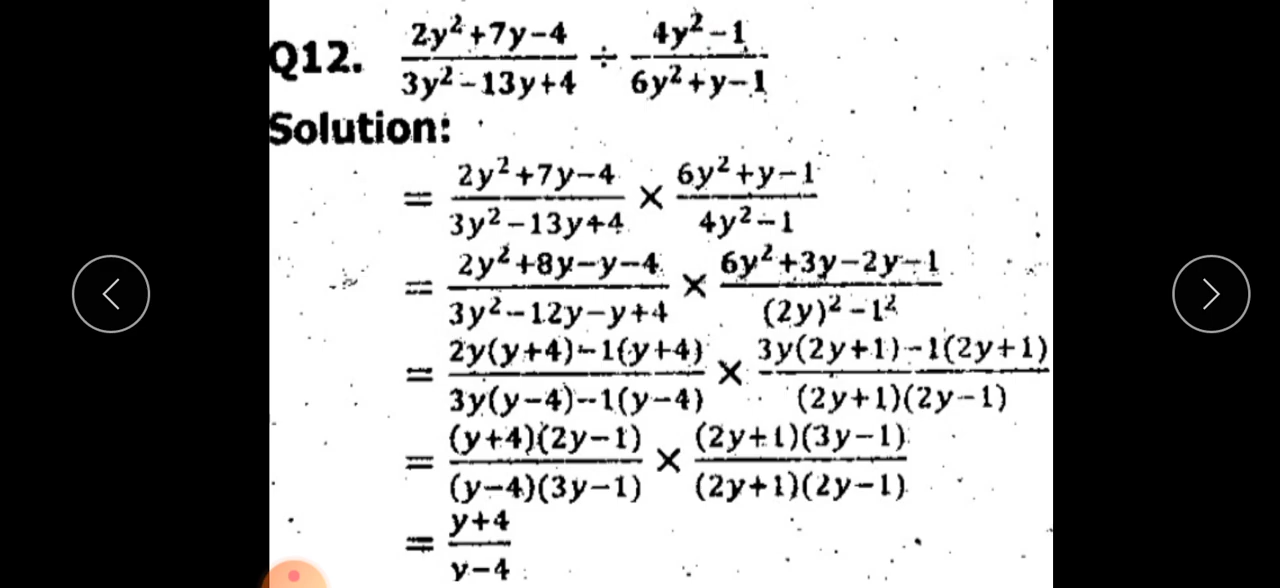 Q12. (2y²+7y−4)/(3y²−13y+4) ÷ (4y²−1)/(6y²+y−1)
Solution:
= (2y²+7y−4)/(3y²−13y+4) × (6y²+y−1)/(4y²−1)
= (2y²+8y−y−4)/(3y²−12y−y+4) × (6y²+3y−2y−1)/((2y)²−1²)
= (2y(y+4)−1(y+4))/(3y(y−4)−1(y−4)) × (3y(2y+1)−1(2y+1))/((2y+1)(2y−1))
= ((y+4)(2y−1))/((y−4)(3y−1)) × ((2y+1)(3y−1))/((2y+1)(2y−1))
= (y+4)/(y−4)